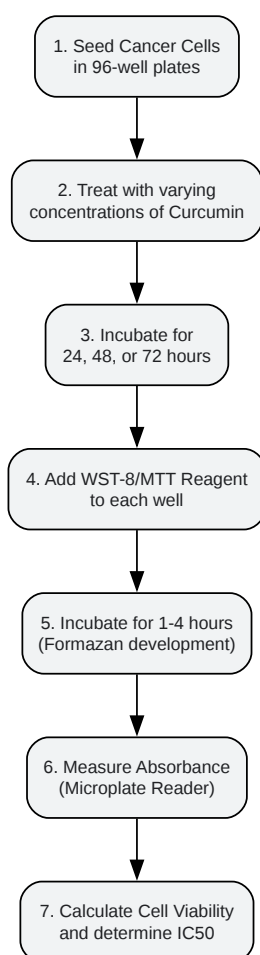 1. Seed Cancer Cells
in 96-well plates
2. Treat with varying
concentrations of Curcumin
3. Incubate for
24, 48, or 72 hours
4. Add WST-8/MTT Reagent
to each well
5. Incubate for 1-4 hours
(Formazan development)
6. Measure Absorbance
(Microplate Reader)
7. Calculate Cell Viability
and determine IC50